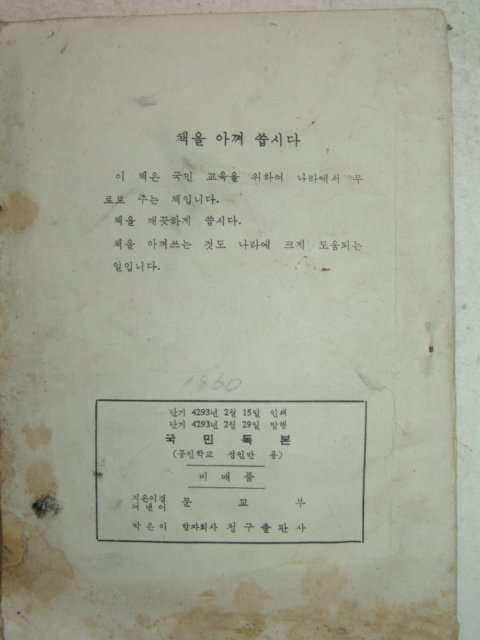 책을 아껴 씁시다
이 책은 국민 교육을 위하여 나라에서 무
료로 주는 책입니다.
책을 깨끗하게 씁시다.
책을 아껴쓰는 것도 나라에 크게 도움되는
일입니다.
1960
단기 4293년 2월 15일 인쇄
단기 4293년 2월 29일 발행
국 민 독 본
(공민학교 성인반 용)
비 매 품
지은이겸
펴낸이 문 교 부
박은이 합자회사 청구출판사